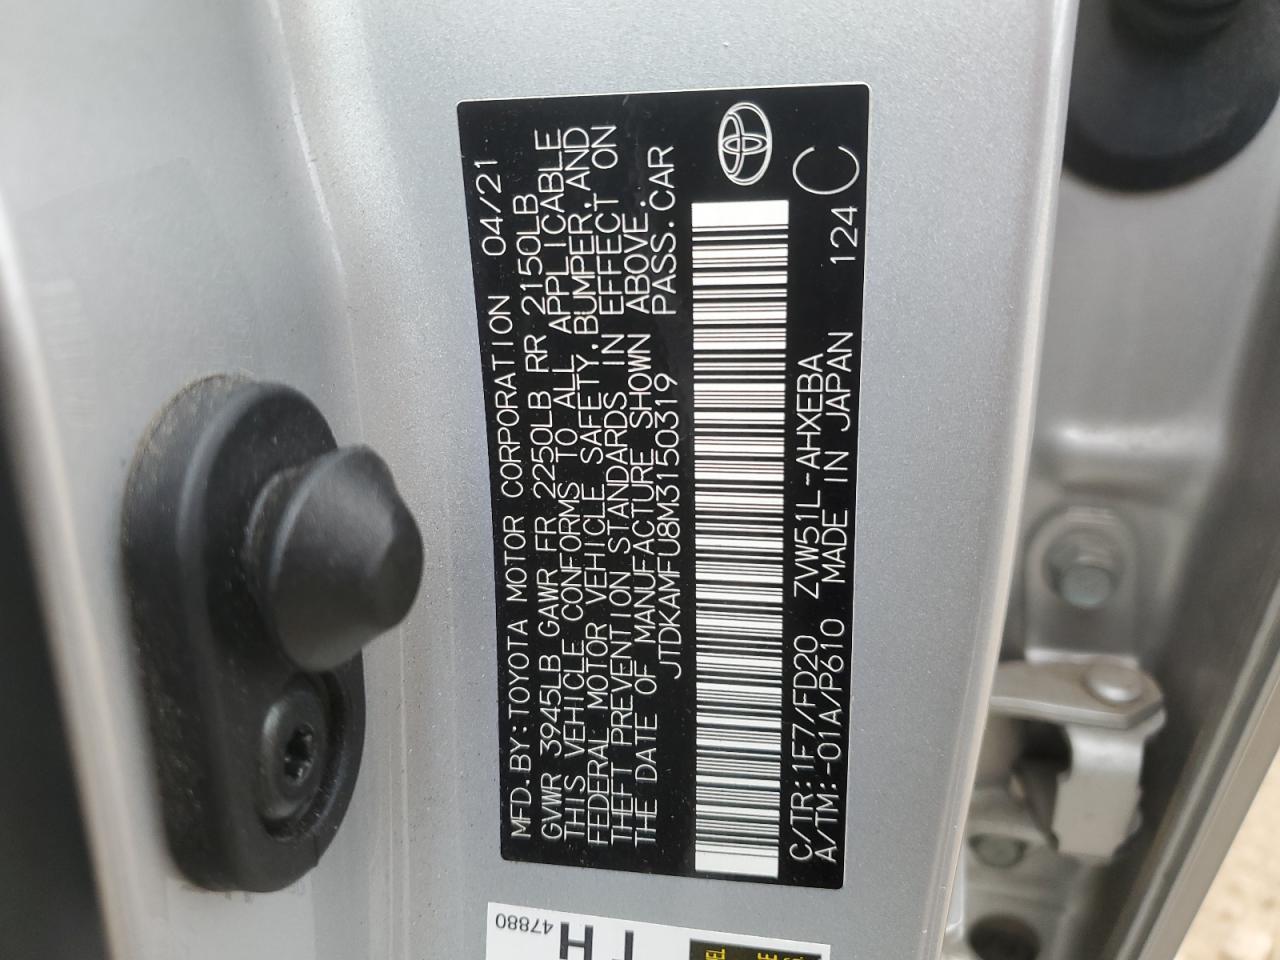 MFD.BY:TOYOTA MOTOR CORPORATION 04/21
GVWR 3945LB GAWR FR 2250LB RR 2150LB
THIS VEHICLE CONFORMS TO ALL APPLICABLE
FEDERAL MOTOR VEHICLE SAFETY,BUMPER,AND
THEFT PREVENTION STANDARDS IN EFFECT ON
THE DATE OF MANUFACTURE SHOWN ABOVE.
JTDKAMFU8M3150319 PASS.CAR
C/TR:1F7/FD20 ZVW51L-AHXEBA
A/TM:-01A/P610 MADE IN JAPAN 124 C
47880
H